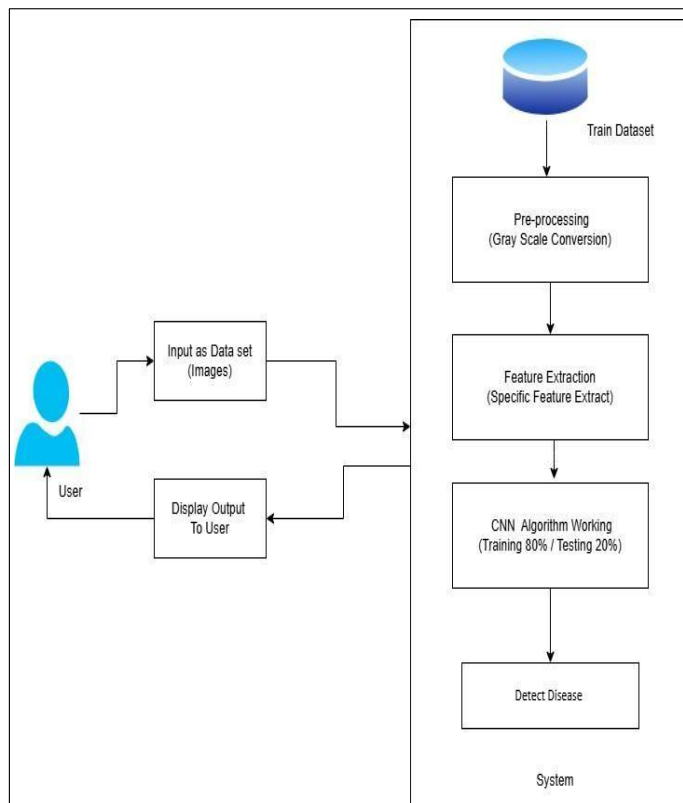 Train Dataset
Pre-processing
(Gray Scale Conversion)
Input as Data set
(Images)
Feature Extraction
(Specific Feature Extract)
User
Display Output
To User
CNN Algorithm Working
(Training 80% / Testing 20%)
Detect Disease
System